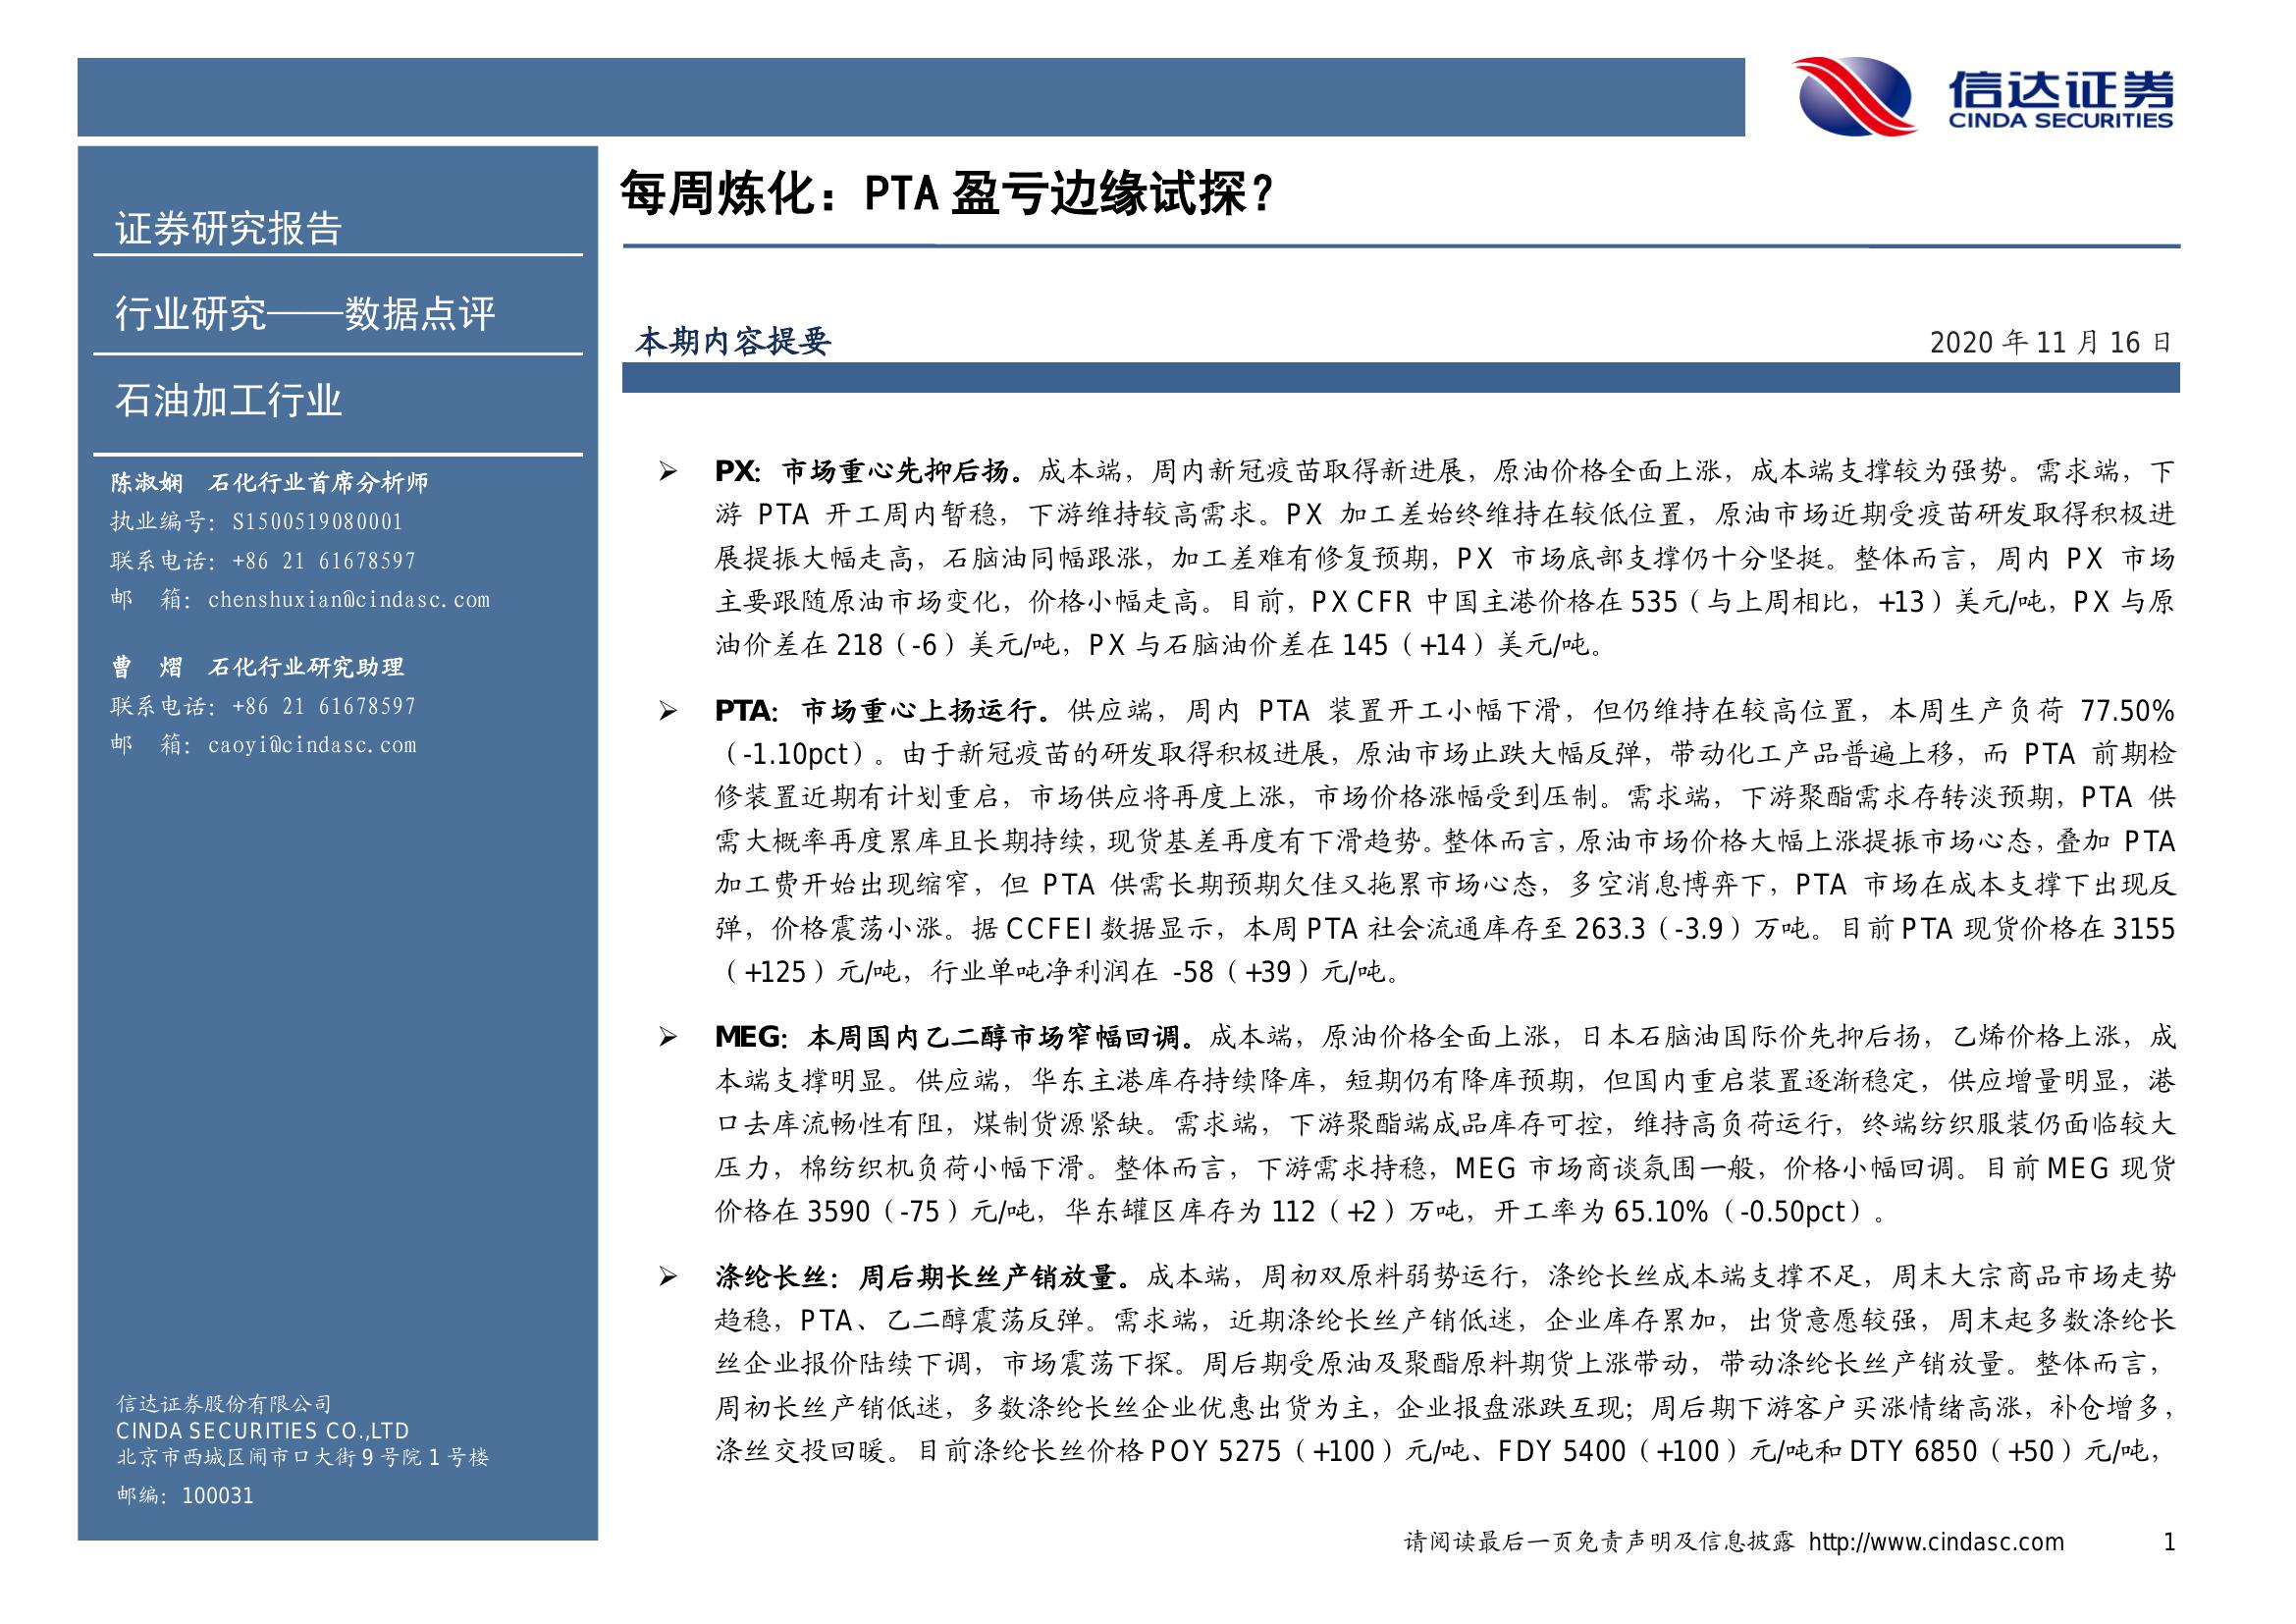 信达证券
CINDA SECURITIES
证券研究报告
行业研究——数据点评
石油加工行业
陈淑娴 石化行业首席分析师
执业编号：S1500519080001
联系电话：+86 21 61678597
邮 箱：chenshuxian@cindasc.com
曹 熠 石化行业研究助理
联系电话：+86 21 61678597
邮 箱：caoyi@cindasc.com
信达证券股份有限公司
CINDA SECURITIES CO.,LTD
北京市西城区闹市口大街 9 号院 1 号楼
邮编：100031
每周炼化：PTA 盈亏边缘试探？
本期内容提要
2020 年 11 月 16 日
➢ PX：市场重心先抑后扬。成本端，周内新冠疫苗取得新进展，原油价格全面上涨，成本端支撑较为强势。需求端，下
游 PTA 开工周内暂稳，下游维持较高需求。PX 加工差始终维持在较低位置，原油市场近期受疫苗研发取得积极进
展提振大幅走高，石脑油同幅跟涨，加工差难有修复预期，PX 市场底部支撑仍十分坚挺。整体而言，周内 PX 市场
主要跟随原油市场变化，价格小幅走高。目前，PX CFR 中国主港价格在 535（与上周相比，+13）美元/吨，PX 与原
油价差在 218（-6）美元/吨，PX 与石脑油价差在 145（+14）美元/吨。
➢ PTA：市场重心上扬运行。供应端，周内 PTA 装置开工小幅下滑，但仍维持在较高位置，本周生产负荷 77.50%
（-1.10pct）。由于新冠疫苗的研发取得积极进展，原油市场止跌大幅反弹，带动化工产品普遍上移，而 PTA 前期检
修装置近期有计划重启，市场供应将再度上涨，市场价格涨幅受到压制。需求端，下游聚酯需求存转淡预期，PTA 供
需大概率再度累库且长期持续，现货基差再度有下滑趋势。整体而言，原油市场价格大幅上涨提振市场心态，叠加 PTA
加工费开始出现缩窄，但 PTA 供需长期预期欠佳又拖累市场心态，多空消息博弈下，PTA 市场在成本支撑下出现反
弹，价格震荡小涨。据 CCFEI 数据显示，本周 PTA 社会流通库存至 263.3（-3.9）万吨。目前 PTA 现货价格在 3155
（+125）元/吨，行业单吨净利润在 -58（+39）元/吨。
➢ MEG：本周国内乙二醇市场窄幅回调。成本端，原油价格全面上涨，日本石脑油国际价先抑后扬，乙烯价格上涨，成
本端支撑明显。供应端，华东主港库存持续降库，短期仍有降库预期，但国内重启装置逐渐稳定，供应增量明显，港
口去库流畅性有阻，煤制货源紧缺。需求端，下游聚酯端成品库存可控，维持高负荷运行，终端纺织服装仍面临较大
压力，棉纺织机负荷小幅下滑。整体而言，下游需求持稳，MEG 市场商谈氛围一般，价格小幅回调。目前 MEG 现货
价格在 3590（-75）元/吨，华东罐区库存为 112（+2）万吨，开工率为 65.10%（-0.50pct）。
➢ 涤纶长丝：周后期长丝产销放量。成本端，周初双原料弱势运行，涤纶长丝成本端支撑不足，周末大宗商品市场走势
趋稳，PTA、乙二醇震荡反弹。需求端，近期涤纶长丝产销低迷，企业库存累加，出货意愿较强，周末起多数涤纶长
丝企业报价陆续下调，市场震荡下探。周后期受原油及聚酯原料期货上涨带动，带动涤纶长丝产销放量。整体而言，
周初长丝产销低迷，多数涤纶长丝企业优惠出货为主，企业报盘涨跌互现；周后期下游客户买涨情绪高涨，补仓增多，
涤丝交投回暖。目前涤纶长丝价格 POY 5275（+100）元/吨、FDY 5400（+100）元/吨和 DTY 6850（+50）元/吨，
请阅读最后一页免责声明及信息披露 http://www.cindasc.com 1